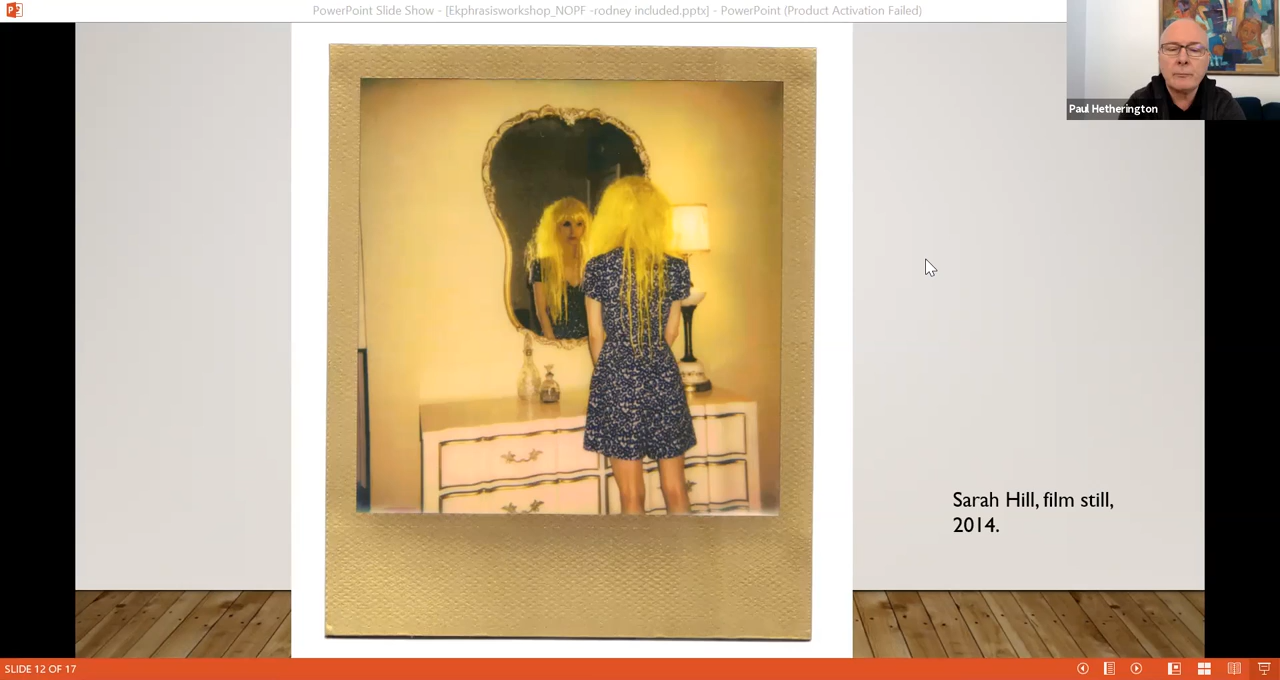 PowerPoint Slide Show - [Ekphrasisworkshop_NOPF -rodney included.pptx] - PowerPoint (Product Activation Failed)
Paul Hetherington
Sarah Hill, film still,
2014.
SLIDE 12 OF 17